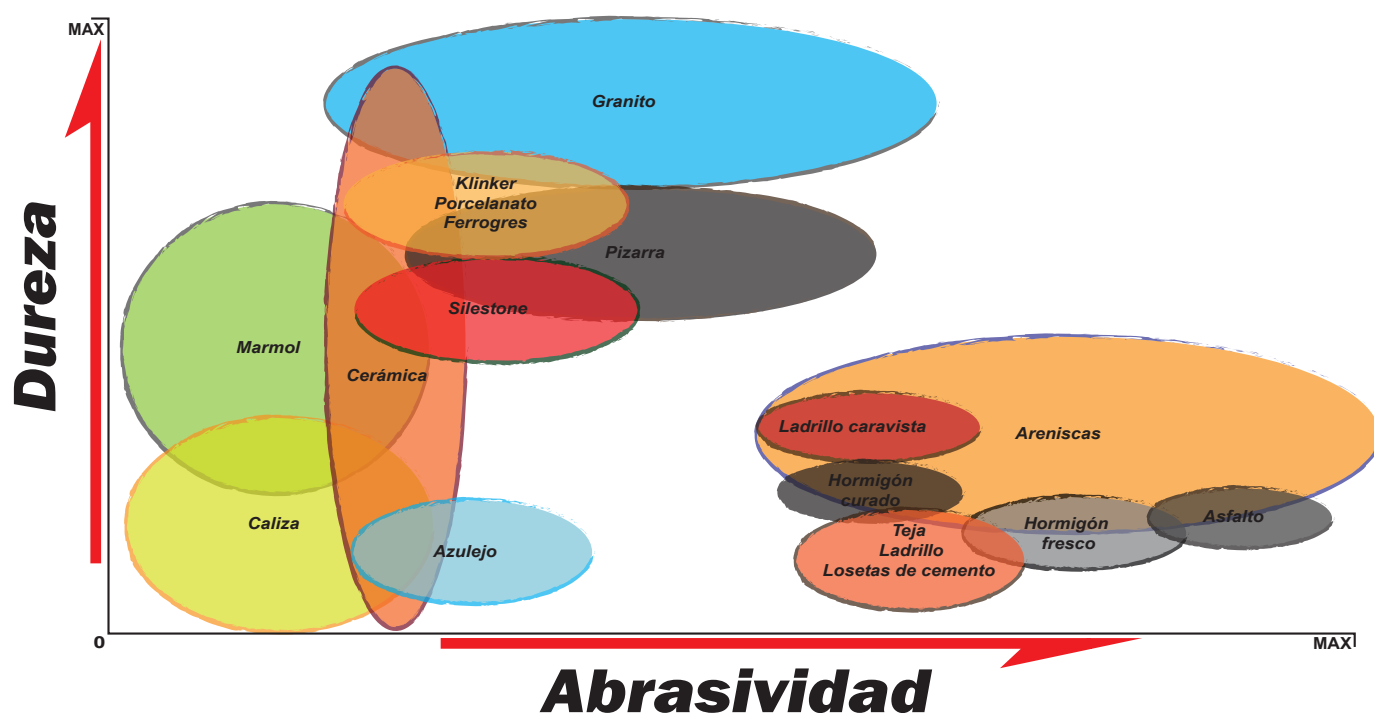 MAX
Granito
Klinker
Porcelanato
Ferrogres
Pizarra
Dureza
Silestone
Marmol
Cerámica
Ladrillo caravista
Areniscas
Hormigón
curado
Caliza
Azulejo
Teja
Ladrillo
Losetas de cemento
Hormigón
fresco
Asfalto
0
MAX
Abrasividad